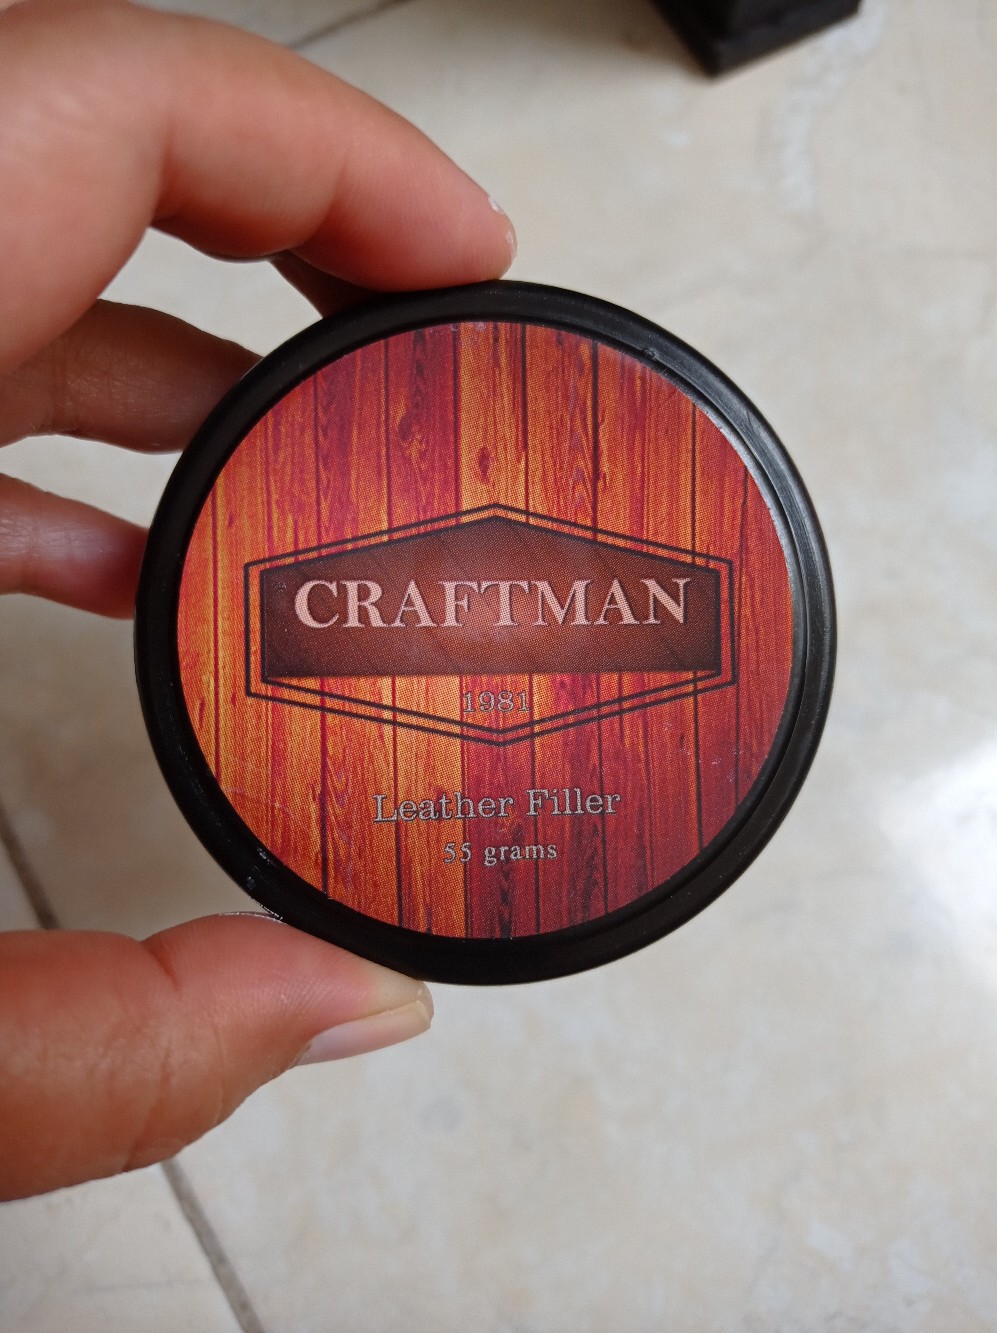 CRAFTMAN
1981
Leather Filler
55 grams